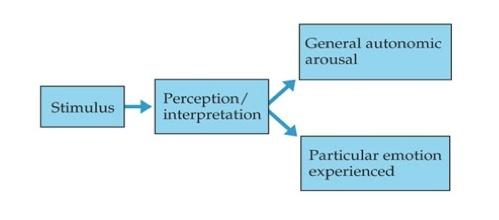 Stimulus
Perception/
interpretation
General autonomic
arousal
Particular emotion
experienced